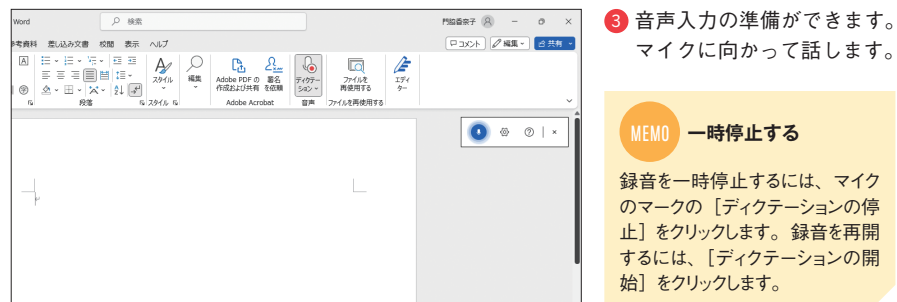 Word
検索
門脇香奈子
考資料 差し込み文書 校閲 表示 ヘルプ
コメント 編集 共有
A
スタイル
編集
Adobe PDF の
作成および共有
署名
を依頼
ディクテー
ション
ファイルを
再使用する
エディ
ター
段落
スタイル
Adobe Acrobat
音声
ファイルを再使用する
3 音声入力の準備ができます。
マイクに向かって話します。
MEMO 一時停止する
録音を一時停止するには、マイク
のマークの[ディクテーションの停
止]をクリックします。録音を再開
するには、[ディクテーションの開
始]をクリックします。